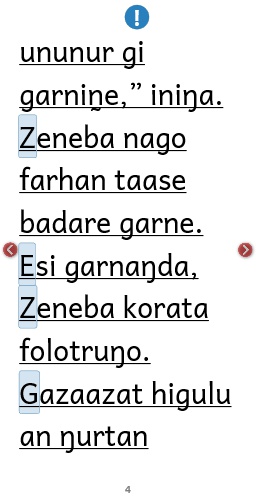 ununur gi
garniṉe,” iniŋa.
Zeneba nago
farhan taase
badare garne.
Esi garnaŋda,
Zeneba korata
folotruŋo.
Gazaazat higulu
an ŋurtan
4